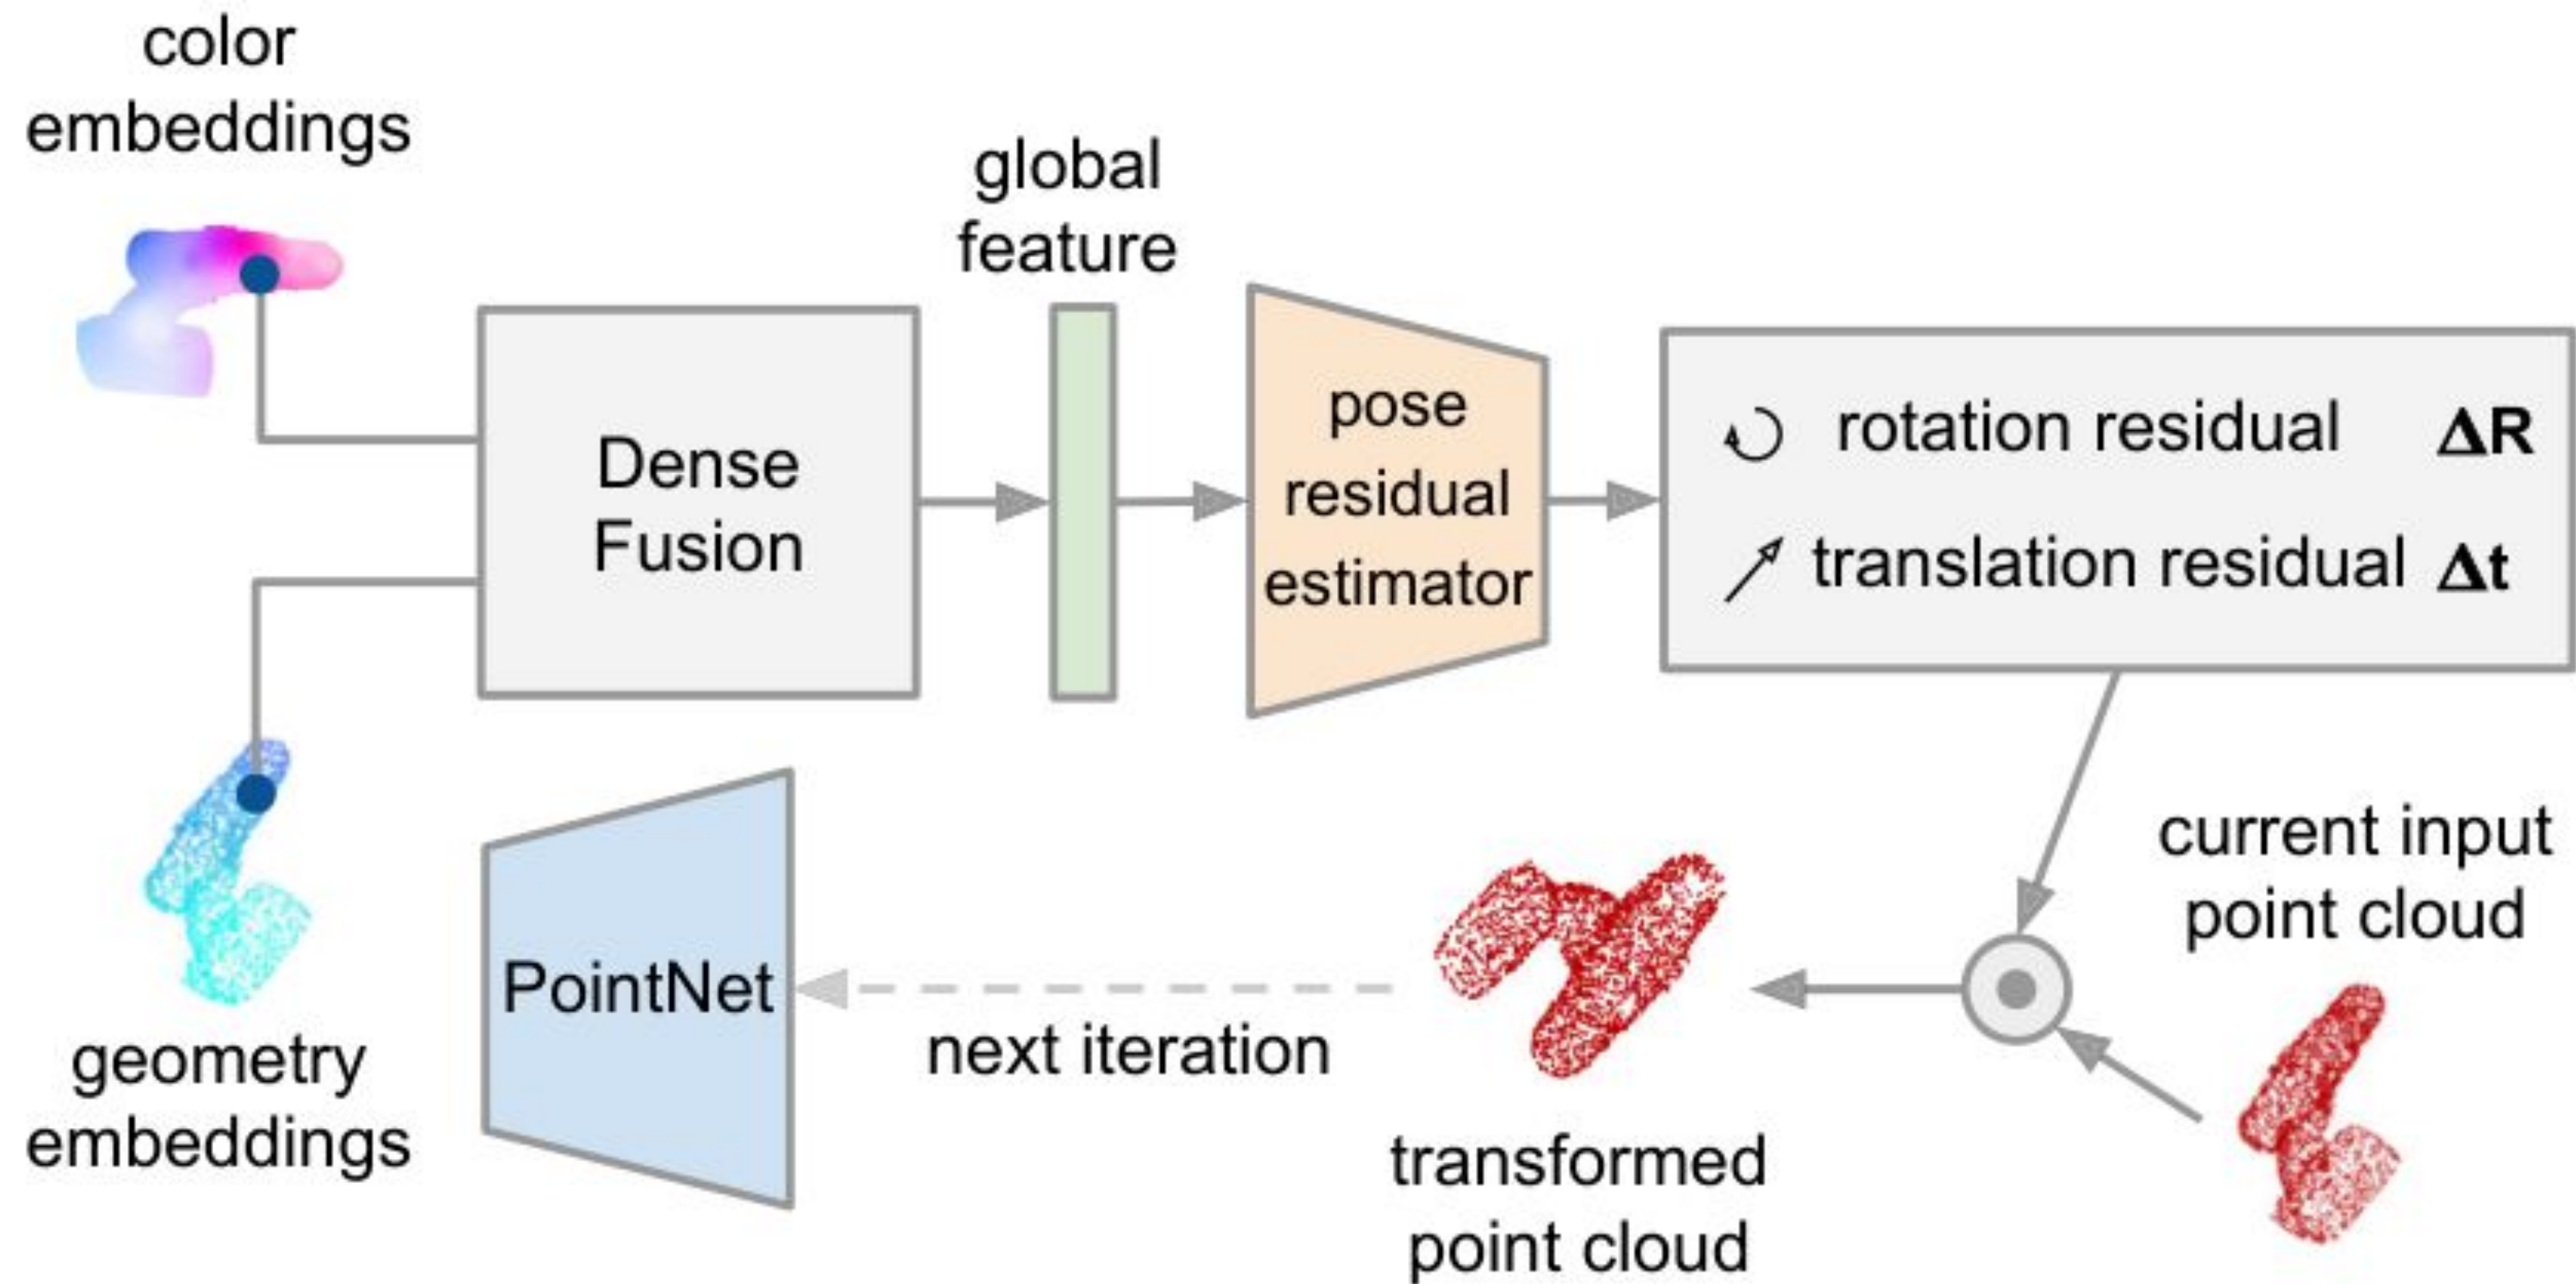 color
embeddings
global
feature
Dense
Fusion
pose
residual
estimator
rotation residual ΔR
translation residual Δt
current input
point cloud
PointNet
next iteration
geometry
embeddings
transformed
point cloud